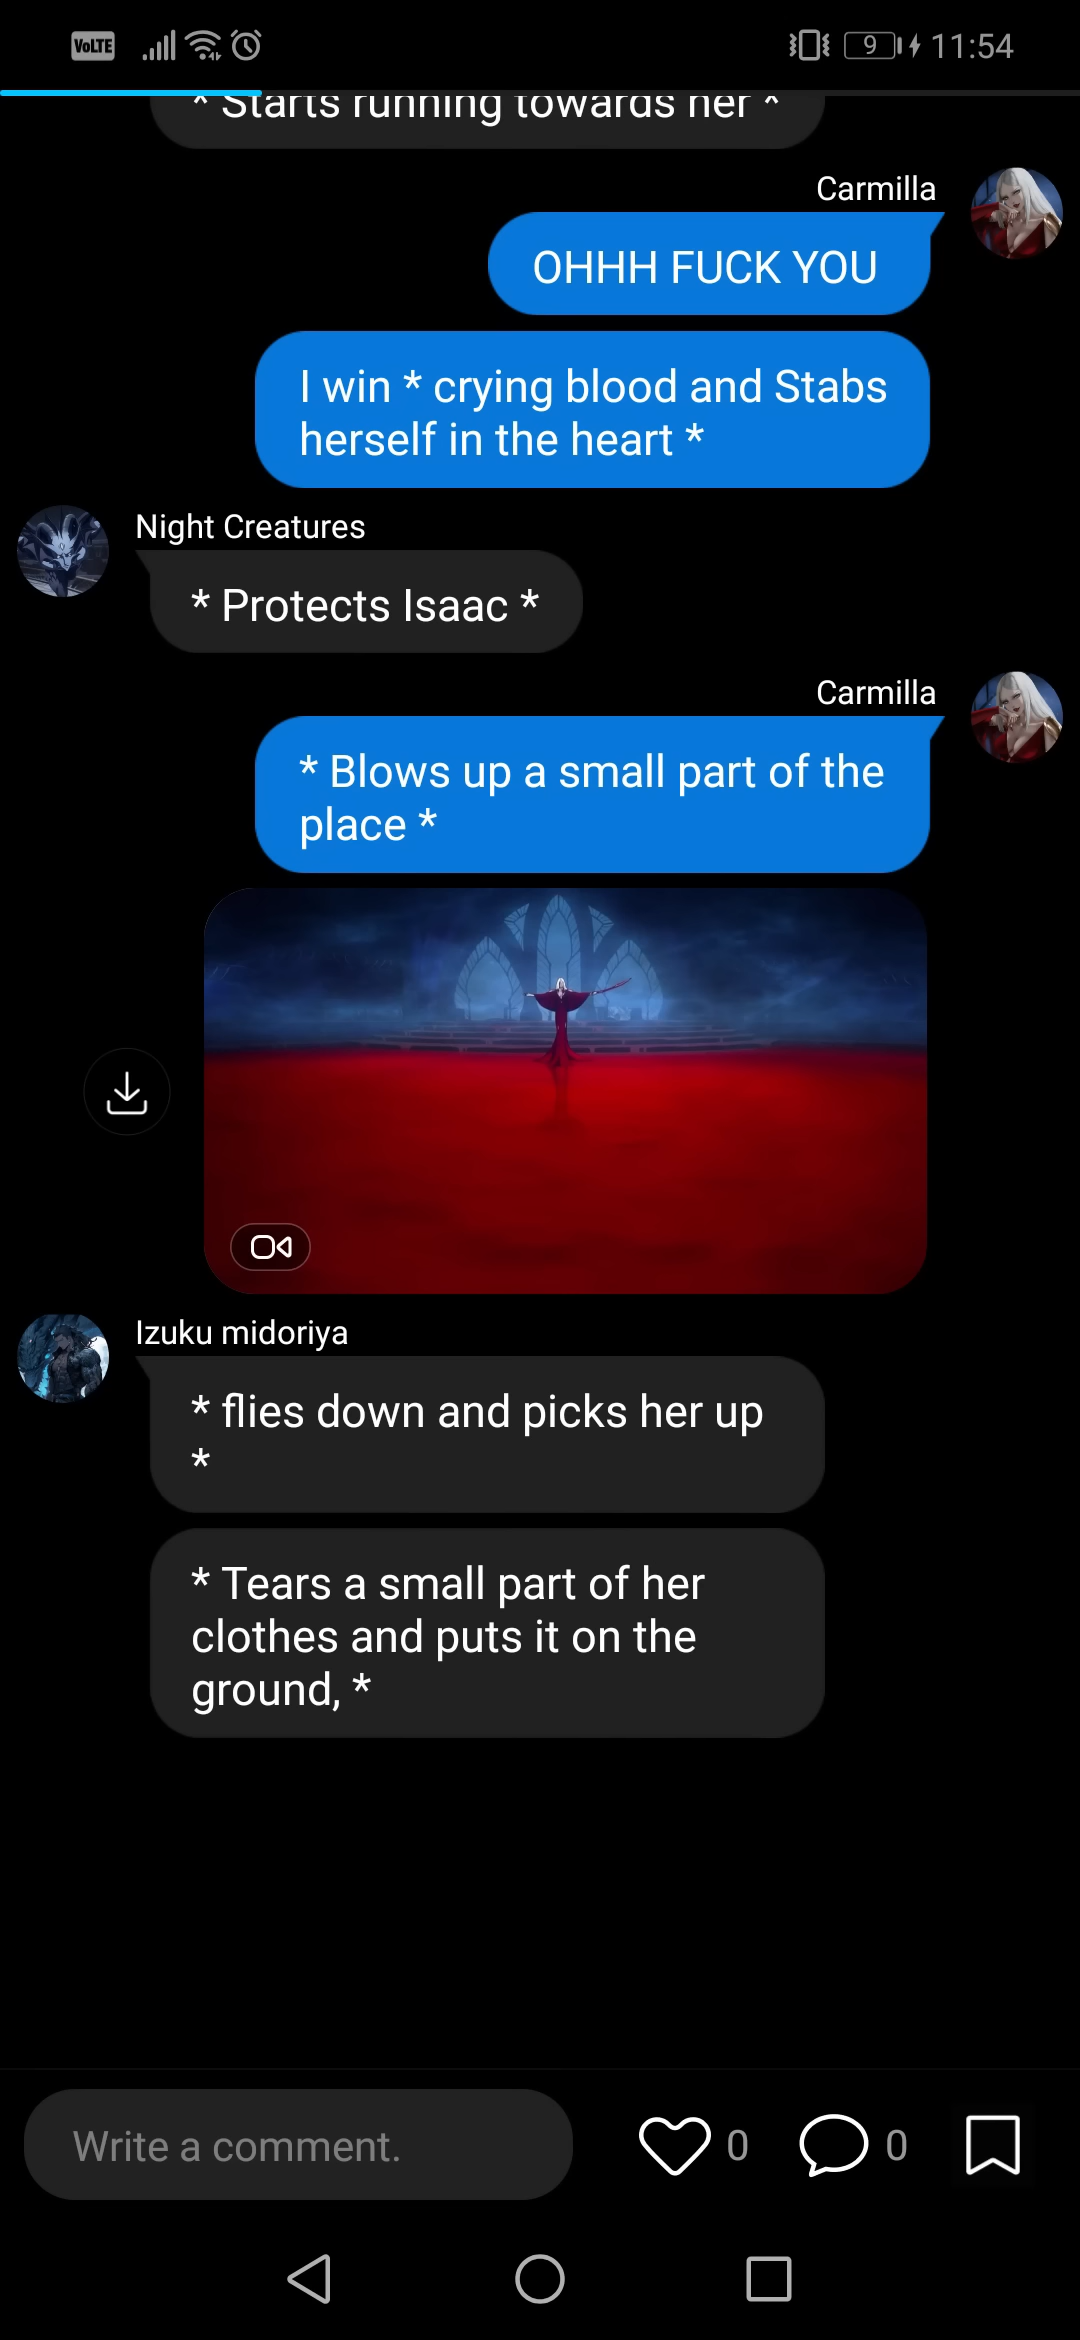 VoLTE
9
11:54
* Starts running towards her *
Carmilla
OHHH FUCK YOU
I win * crying blood and Stabs
herself in the heart *
Night Creatures
* Protects Isaac *
Carmilla
* Blows up a small part of the
place *
Izuku midoriya
* flies down and picks her up
*
* Tears a small part of her
clothes and puts it on the
ground, *
Write a comment.
0
0